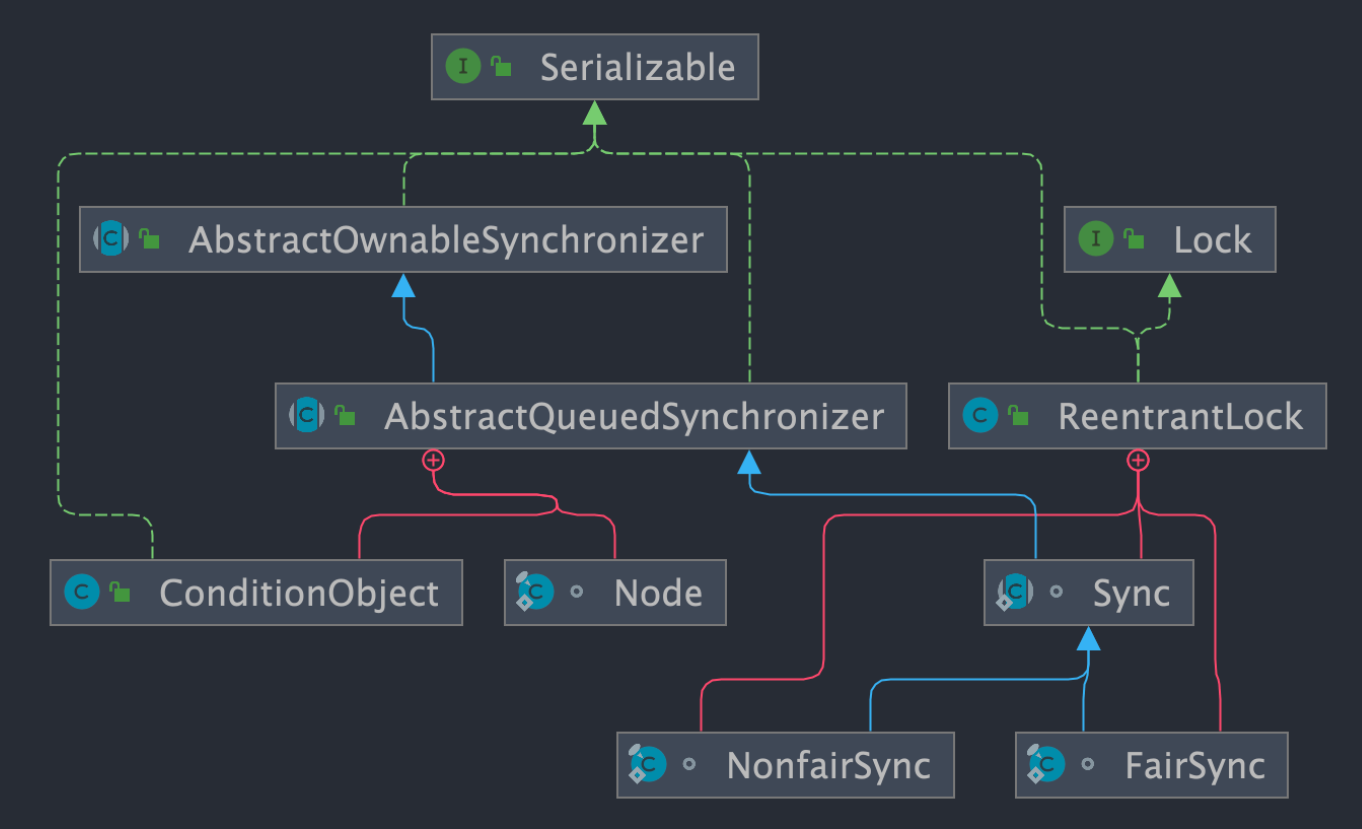 Serializable
AbstractOwnableSynchronizer
Lock
AbstractQueuedSynchronizer
ReentrantLock
ConditionObject
Node
Sync
NonfairSync
FairSync